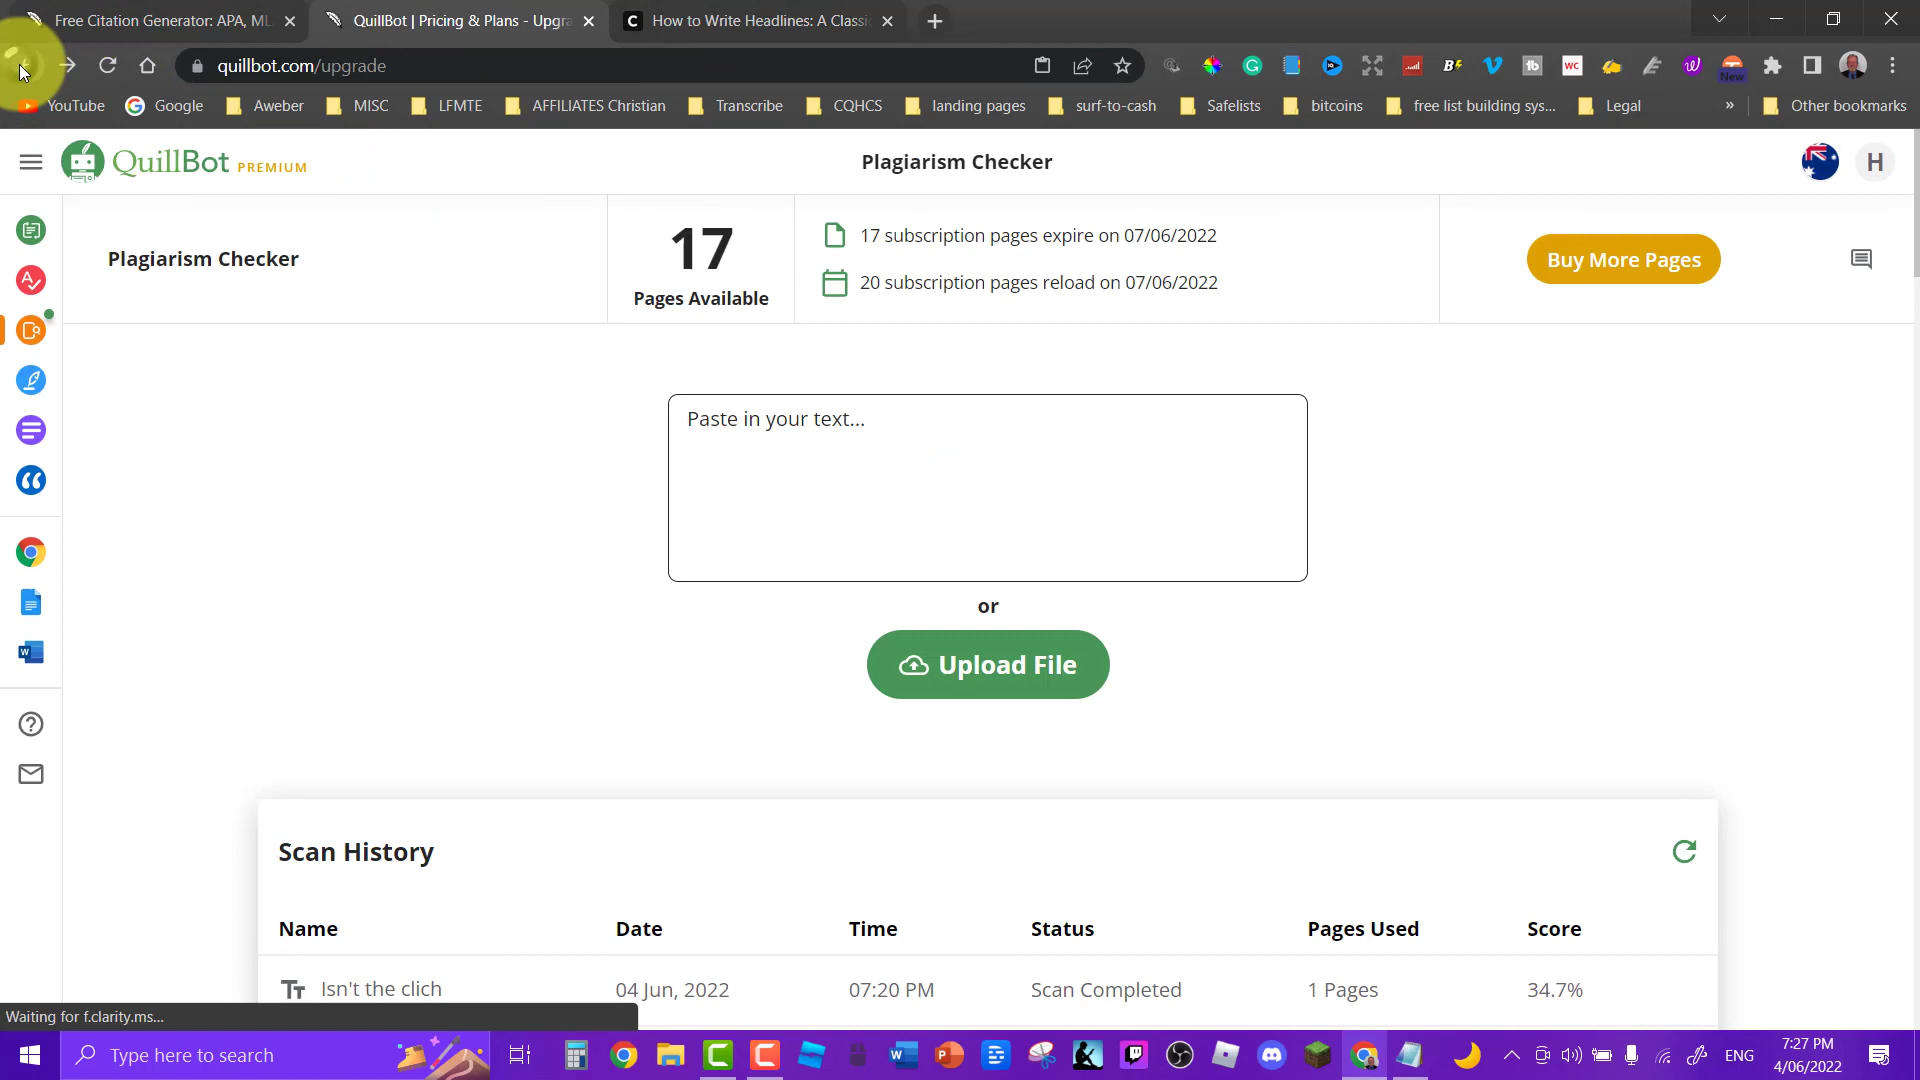 Free Citation Generator: APA, ML
QuillBot | Pricing & Plans - Upgra
C How to Write Headlines: A Classi
quillbot.com/upgrade
YouTube Google Aweber MISC LFMTE AFFILIATES Christian Transcribe CQHCS landing pages surf-to-cash Safelists bitcoins free list building sys... Legal » Other bookmarks
New
QuillBot PREMIUM
Plagiarism Checker
H
Plagiarism Checker
17
Pages Available
17 subscription pages expire on 07/06/2022
20 subscription pages reload on 07/06/2022
Buy More Pages
Paste in your text...
or
Upload File
Scan History
Name Date Time Status Pages Used Score
Isn't the clich 04 Jun, 2022 07:20 PM Scan Completed 1 Pages 34.7%
Waiting for f.clarity.ms...
Type here to search
ENG
7:27 PM
4/06/2022